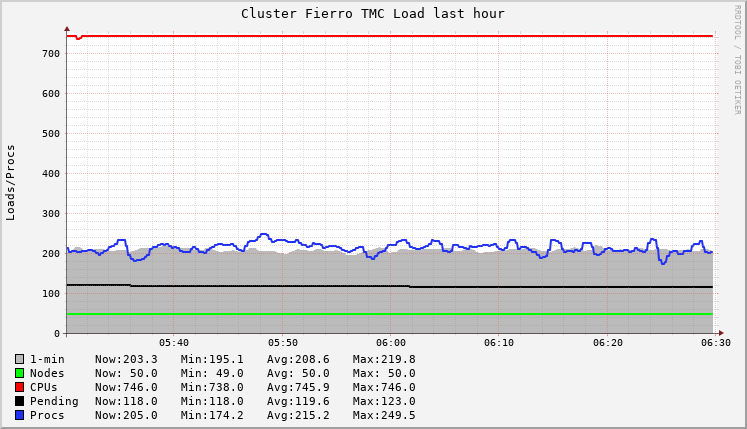 Cluster Fierro TMC Load last hour
RRDTOOL / TOBI OETIKER
Loads/Procs
700
600
500
400
300
200
100
0
05:40 05:50 06:00 06:10 06:20 06:30
1-min Now:203.3 Min:195.1 Avg:208.6 Max:219.8
Nodes Now: 50.0 Min: 49.0 Avg: 50.0 Max: 50.0
CPUs Now:746.0 Min:738.0 Avg:745.9 Max:746.0
Pending Now:118.0 Min:118.0 Avg:119.6 Max:123.0
Procs Now:205.0 Min:174.2 Avg:215.2 Max:249.5